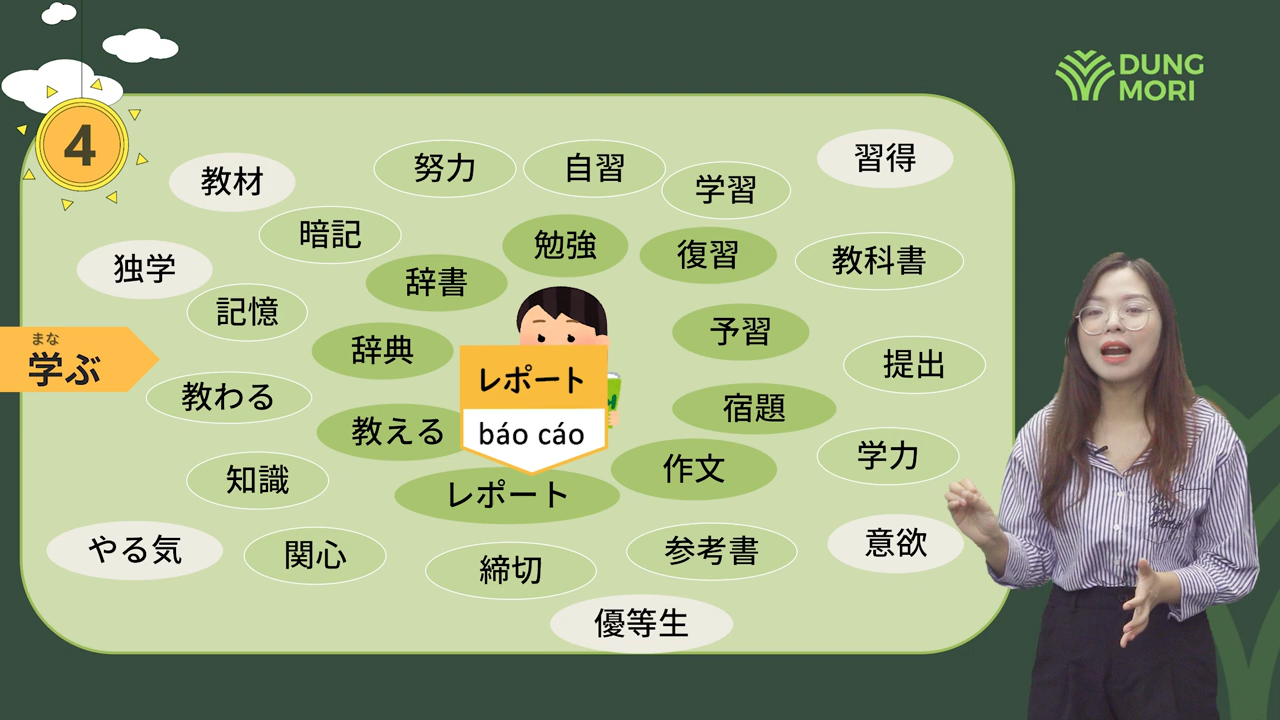 DUNG
MORI
4
教材
努力
自習
学習
習得
暗記
勉強
復習
教科書
独学
辞書
記憶
予習
辞典
まな
学ぶ
提出
レポート
báo cáo
教わる
宿題
教える
学力
作文
知識
レポート
やる気
関心
締切
参考書
意欲
優等生